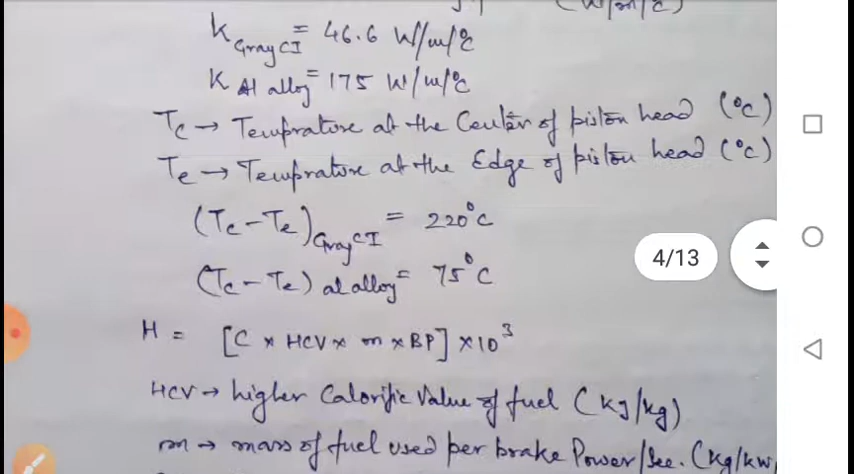 (W/m/°c)
K Gray CI = 46.6 W/m/°c
K Al alloy = 175 W/m/°c
Tc → Temprature at the Center of piston head (°c)
Te → Temprature at the Edge of piston head (°c)
(Tc - Te) Gray CI = 220°c
(Tc - Te) al alloy = 75°c
4/13
H = [C × HCV × m × BP] × 10³
HCV → higher Calorific Value of fuel (KJ/kg)
m → mass of fuel used per brake Power/Sec. (Kg/kw